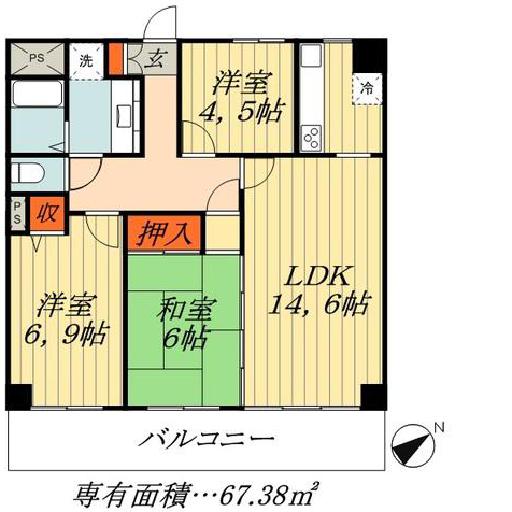 PS
洗
玄
洋室
4,5帖
冷
PS
収
押入
LDK
14,6帖
洋室
6,9帖
和室
6帖
バルコニー
N
専有面積…67.38㎡